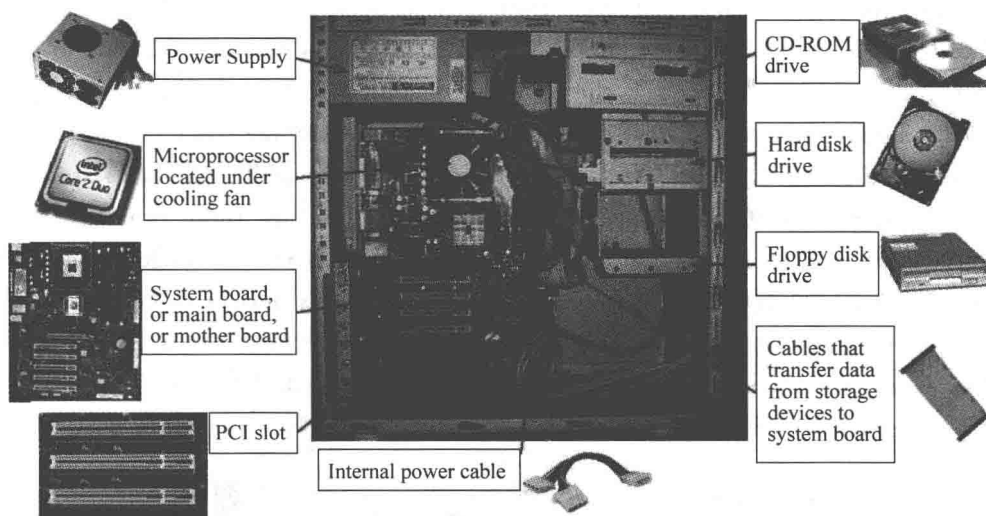 Power Supply
Microprocessor
located under
cooling fan
intel
Core 2 Duo
System board,
or main board,
or mother board
PCI slot
Internal power cable
CD-ROM
drive
Hard disk
drive
Floppy disk
drive
Cables that
transfer data
from storage
devices to
system board